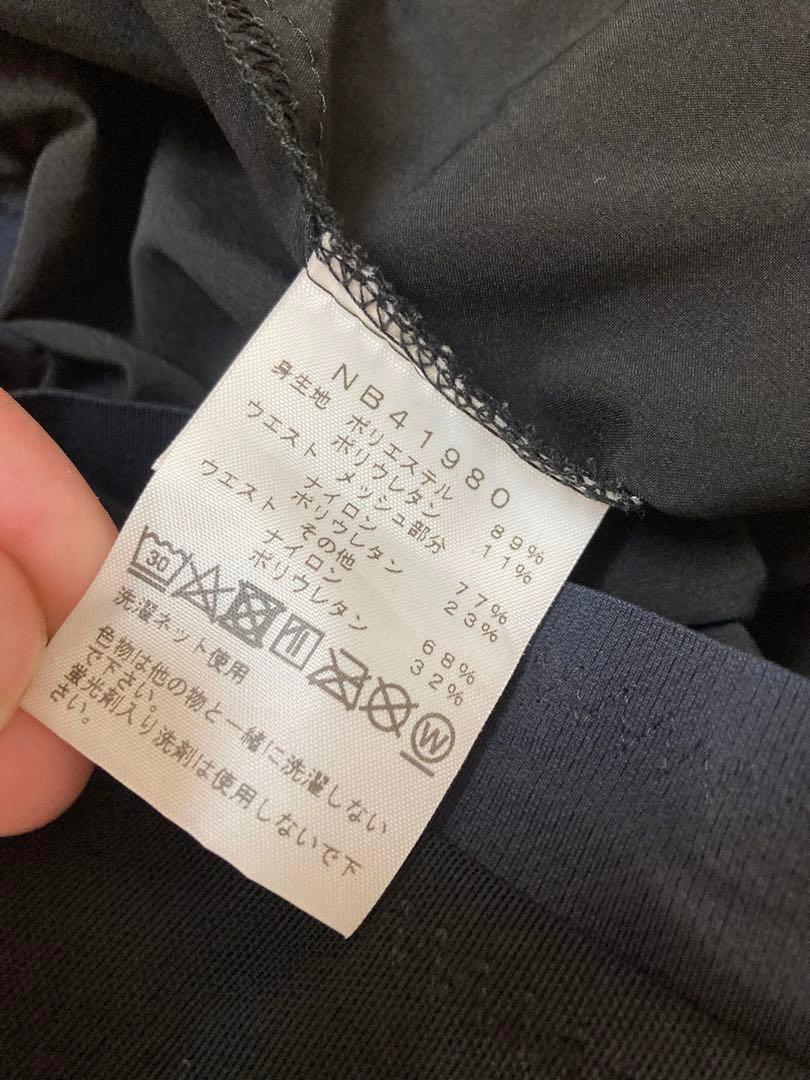 NB41980
身生地 ポリエステル 89%
ポリウレタン 11%
ウエスト メッシュ部分
ナイロン 77%
ポリウレタン 23%
ウエスト その他
ナイロン 68%
ポリウレタン 32%
30
W
洗濯ネット使用
色物は他の物と一緒に洗濯しない
で下さい。
蛍光剤入り洗剤は使用しないで下
さい。